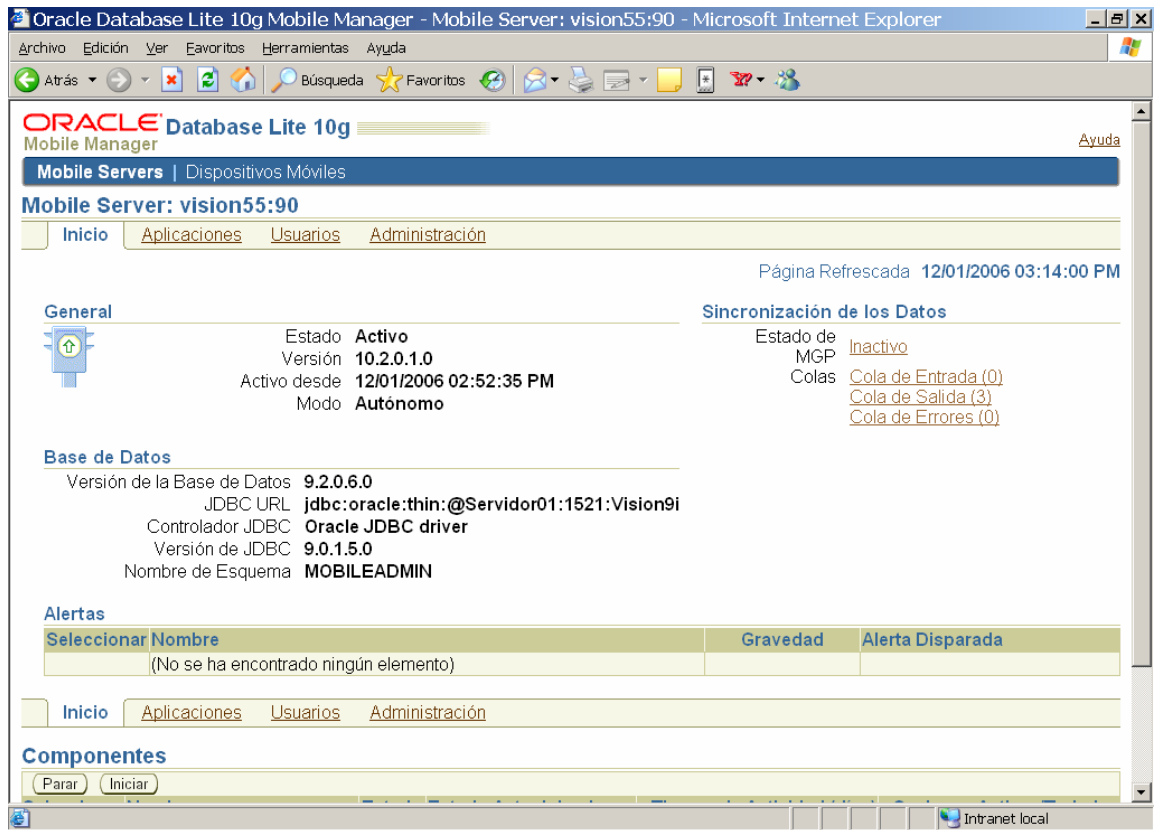 Oracle Database Lite 10g Mobile Manager - Mobile Server: vision55:90 - Microsoft Internet Explorer
Archivo Edición Ver Favoritos Herramientas Ayuda
Atrás Búsqueda Favoritos
ORACLE Database Lite 10g
Mobile Manager
Ayuda
Mobile Servers | Dispositivos Móviles
Mobile Server: vision55:90
Inicio Aplicaciones Usuarios Administración
Página Refrescada 12/01/2006 03:14:00 PM
General
Estado Activo
Versión 10.2.0.1.0
Activo desde 12/01/2006 02:52:35 PM
Modo Autónomo
Sincronización de los Datos
Estado de MGP Inactivo
Colas Cola de Entrada (0)
Cola de Salida (3)
Cola de Errores (0)
Base de Datos
Versión de la Base de Datos 9.2.0.6.0
JDBC URL jdbc:oracle:thin:@Servidor01:1521:Vision9i
Controlador JDBC Oracle JDBC driver
Versión de JDBC 9.0.1.5.0
Nombre de Esquema MOBILEADMIN
Alertas
Seleccionar Nombre Gravedad Alerta Disparada
(No se ha encontrado ningún elemento)
Inicio Aplicaciones Usuarios Administración
Componentes
Parar Iniciar
Intranet local